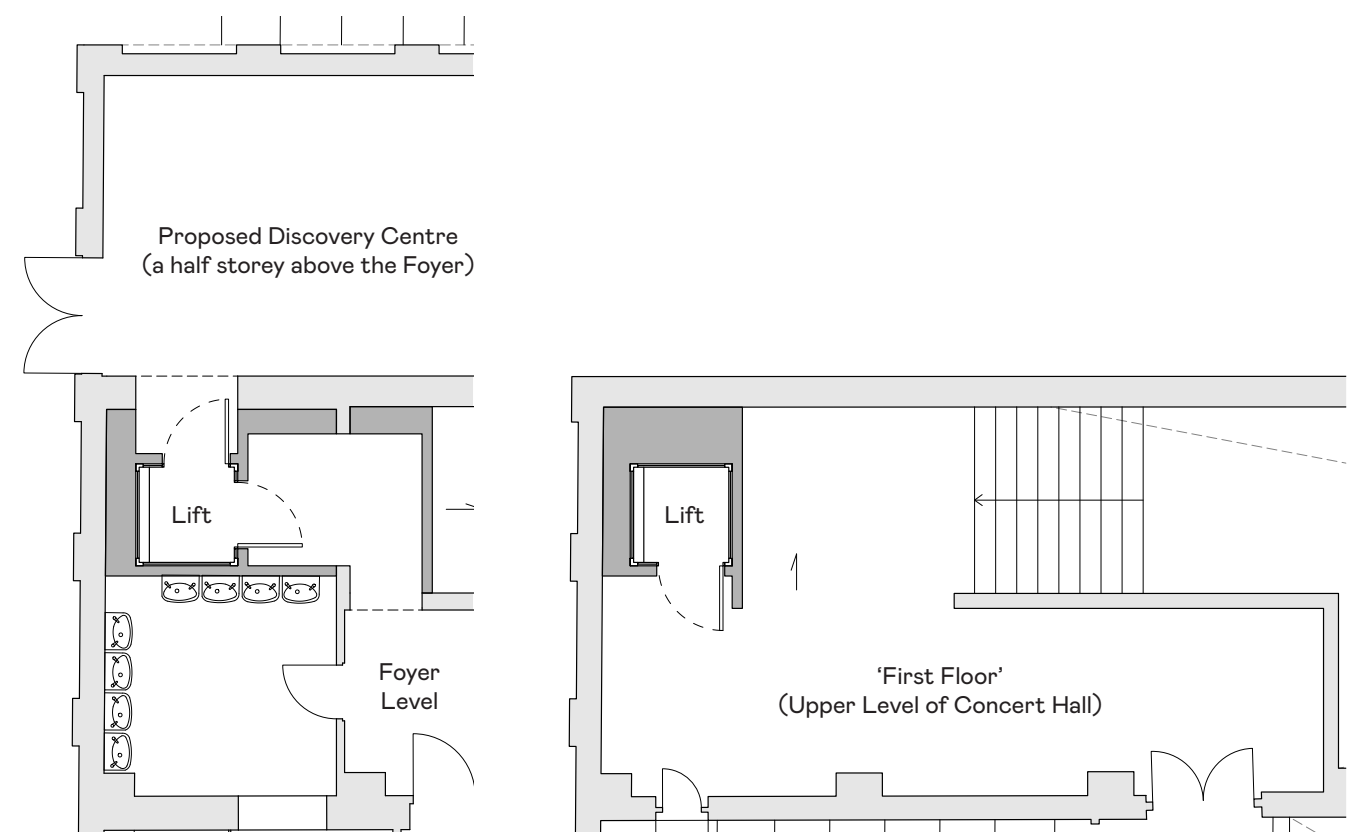 Proposed Discovery Centre
(a half storey above the Foyer)
Lift
Foyer
Level
Lift
‘First Floor’
(Upper Level of Concert Hall)